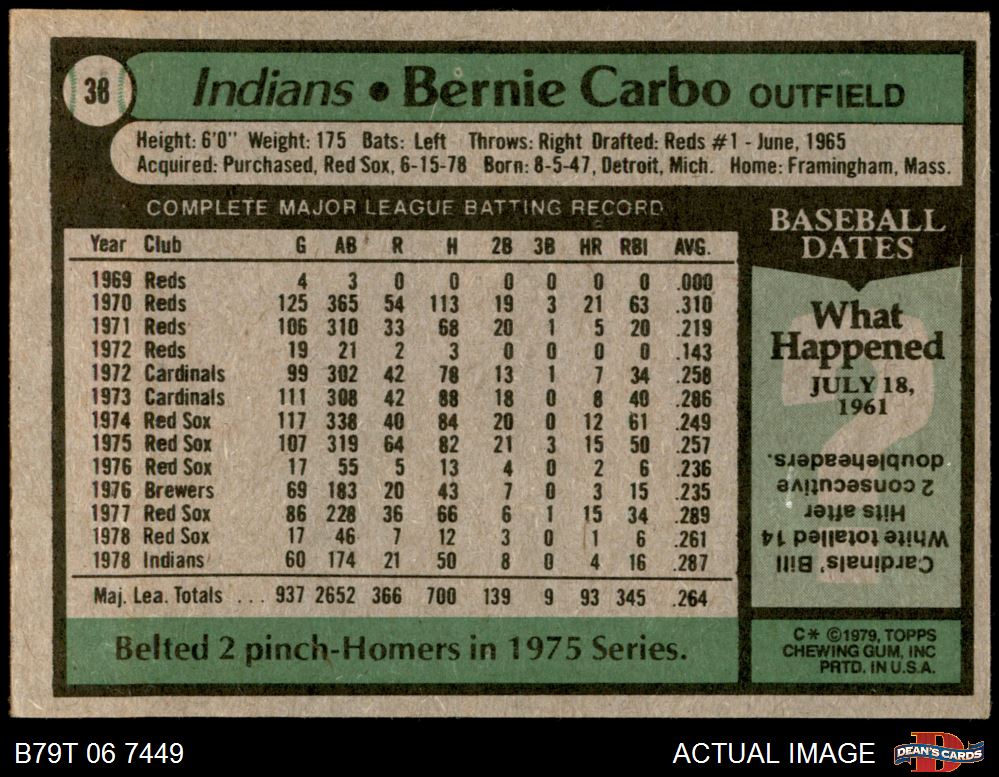 38
Indians • Bernie Carbo OUTFIELD
Height: 6'0" Weight: 175 Bats: Left Throws: Right Drafted: Reds #1 - June, 1965
Acquired: Purchased, Red Sox, 6-15-78 Born: 8-5-47, Detroit, Mich. Home: Framingham, Mass.
COMPLETE MAJOR LEAGUE BATTING RECORD
Year Club G AB R H 2B 3B HR RBI AVG.
1969 Reds 4 3 0 0 0 0 0 0 .000
1970 Reds 125 365 54 113 19 3 21 63 .310
1971 Reds 106 310 33 68 20 1 5 20 .219
1972 Reds 19 21 2 3 0 0 0 0 .143
1972 Cardinals 99 302 42 78 13 1 7 34 .258
1973 Cardinals 111 308 42 88 18 0 8 40 .286
1974 Red Sox 117 338 40 84 20 0 12 61 .249
1975 Red Sox 107 319 64 82 21 3 15 50 .257
1976 Red Sox 17 55 5 13 4 0 2 6 .236
1976 Brewers 69 183 20 43 7 0 3 15 .235
1977 Red Sox 86 228 36 66 6 1 15 34 .289
1978 Red Sox 17 46 7 12 3 0 1 6 .261
1978 Indians 60 174 21 50 8 0 4 16 .287
Maj. Lea. Totals ... 937 2652 366 700 139 9 93 345 .264
Belted 2 pinch-Homers in 1975 Series.
BASEBALL
DATES
What
Happened
JULY 18,
1961
?
Cardinals' Bill
White totalled 14
Hits after
2 consecutive
doubleheaders.
C* ©1979, TOPPS
CHEWING GUM, INC
PRTD. IN U.S.A.
B79T 06 7449
ACTUAL IMAGE
D
DEAN'S CARDS